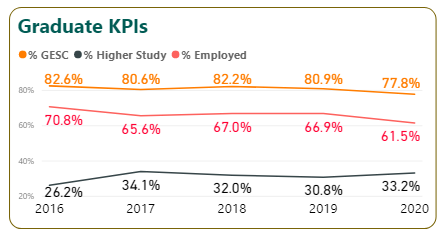 Graduate KPIs
% GESC % Higher Study % Employed
82.6% 80.6% 82.2% 80.9% 77.8%
80%
70.8% 65.6% 67.0% 66.9% 61.5%
60%
40%
26.2% 34.1% 32.0% 30.8% 33.2%
20%
2016 2017 2018 2019 2020